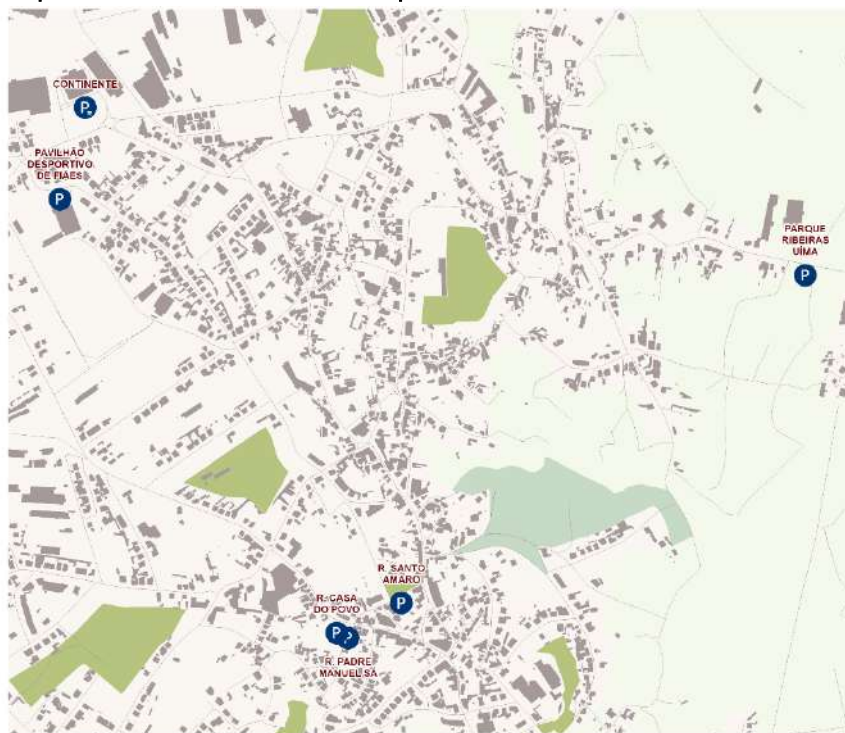 CONTINENTE
P
PAVILHÃO
DESPORTIVO
DE FIAES
P
PARQUE
RIBEIRAS
UÍMA
P
R. SANTO
AMARO
P
R. CASA
DO POVO
P
R. PADRE
MANUEL SÁ